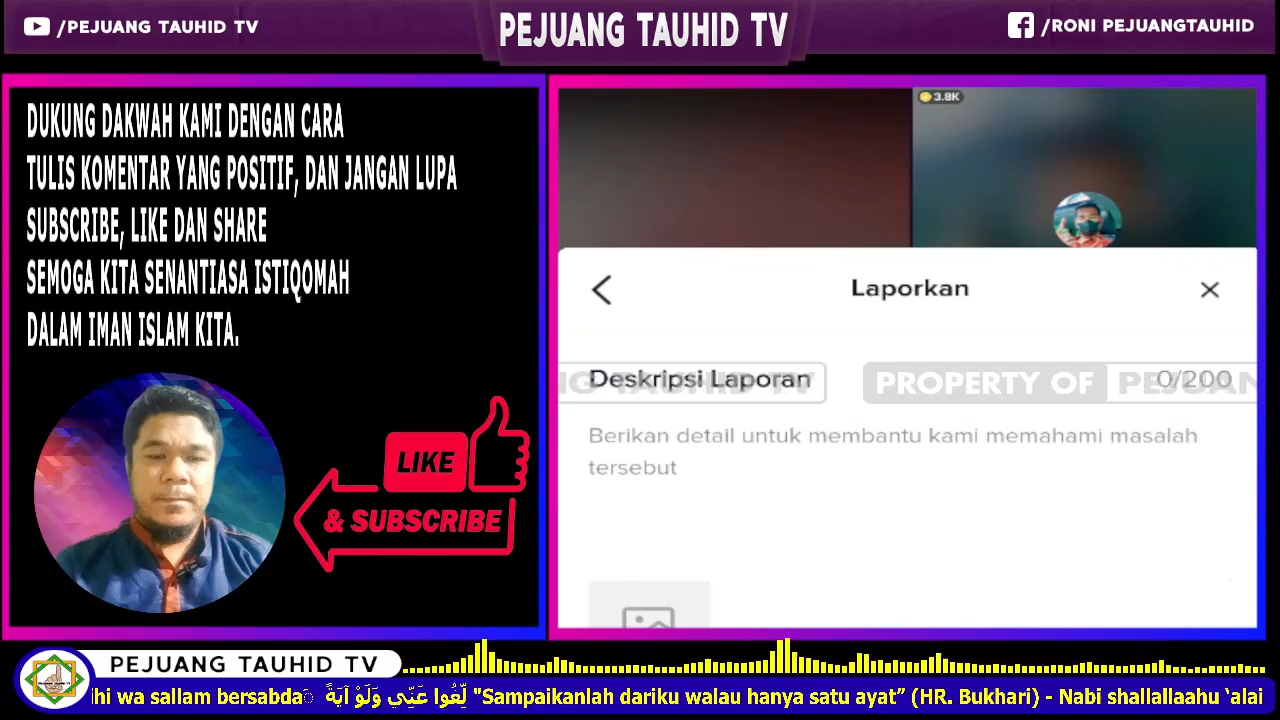 /PEJUANG TAUHID TV
PEJUANG TAUHID TV
/RONI PEJUANGTAUHID
DUKUNG DAKWAH KAMI DENGAN CARA
TULIS KOMENTAR YANG POSITIF, DAN JANGAN LUPA
SUBSCRIBE, LIKE DAN SHARE
SEMOGA KITA SENANTIASA ISTIQOMAH
DALAM IMAN ISLAM KITA.
LIKE
& SUBSCRIBE
3.8K
Laporkan
Deskripsi Laporan
0/200
TAUHID TV
PROPERTY OF
Berikan detail untuk membantu kami memahami masalah
tersebut
PEJUANG TAUHID TV
wa sallam bersabda لِّغُوا عَنِّي وَلَوْ آيَةً "Sampaikanlah dariku walau hanya satu ayat” (HR. Bukhari) - Nabi shallallaahu ‘alai